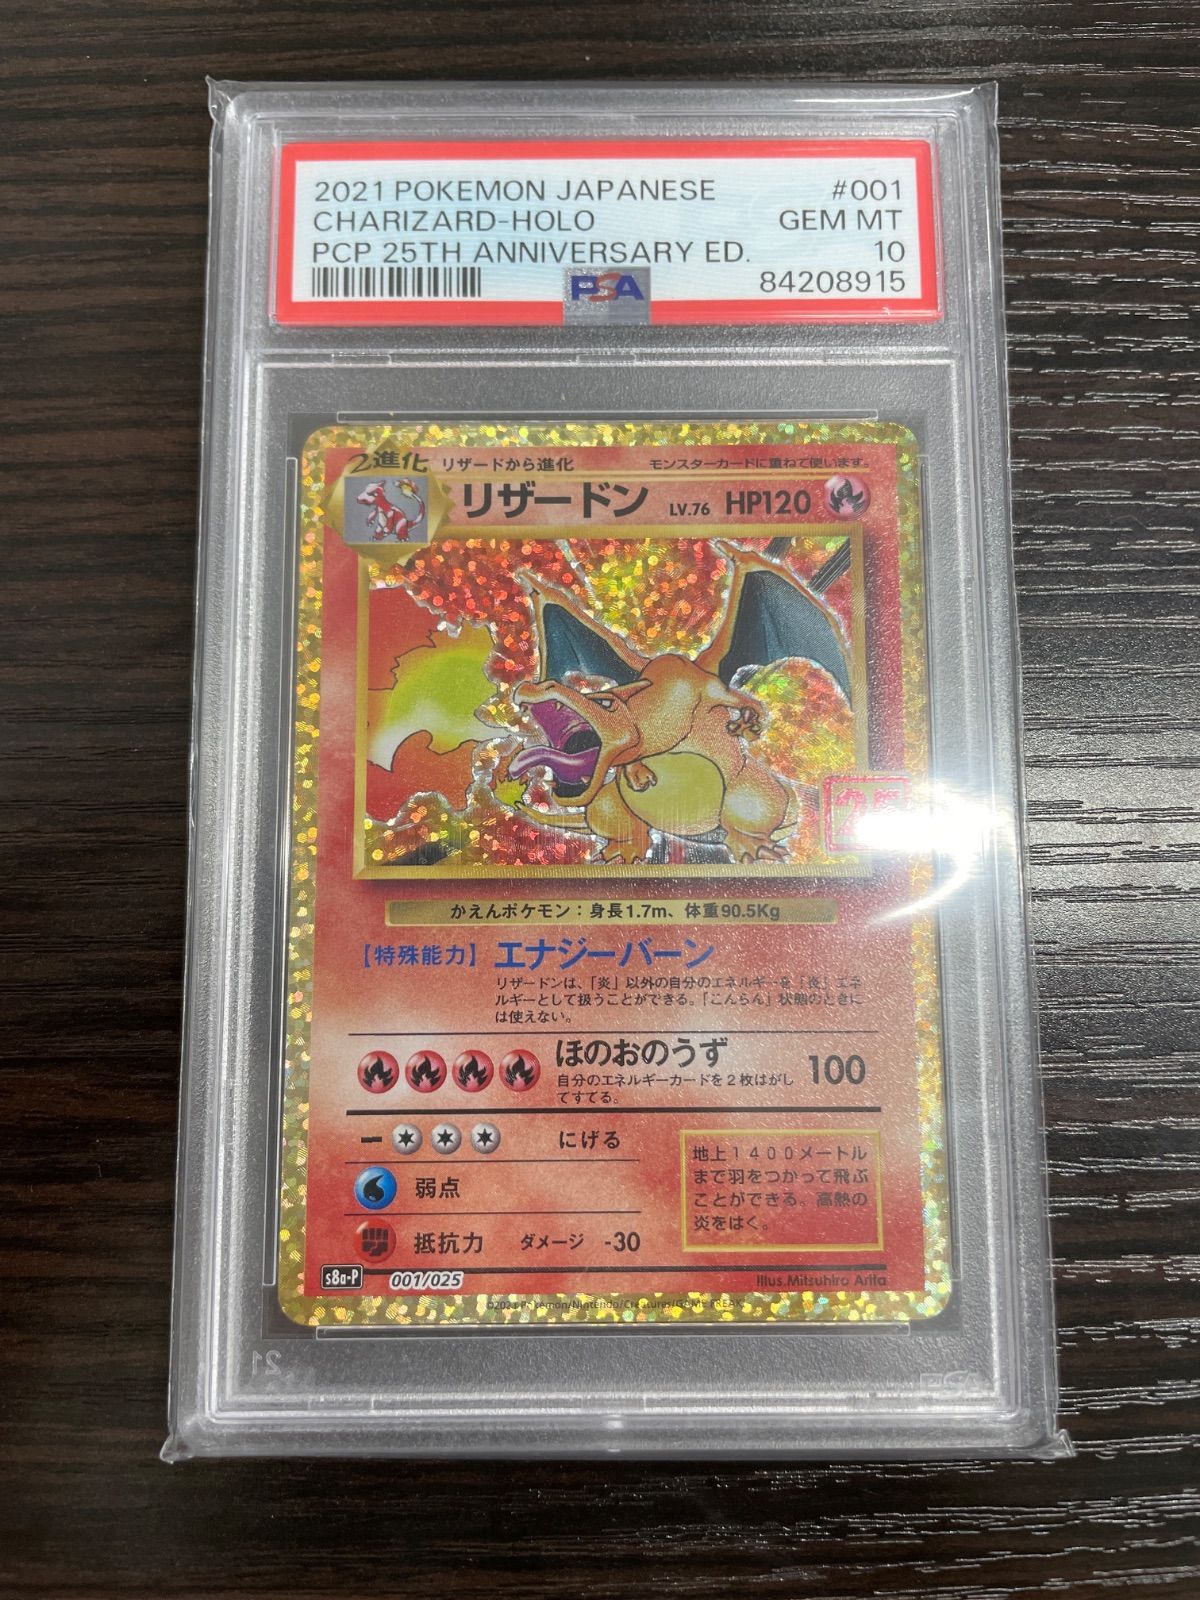 2021 POKEMON JAPANESE #001
CHARIZARD-HOLO GEM MT
PCP 25TH ANNIVERSARY ED. 10
PSA 84208915
2進化 リザードから進化 モンスターカードに重ねて使います。
リザードン LV.76 HP120
25
かえんポケモン：身長1.7m、体重90.5Kg
【特殊能力】エナジーバーン
リザードンは、「炎」以外の自分のエネルギーを「炎」エネ
ルギーとして扱うことができる。「こんらん」状態のときに
は使えない。
ほのおのうず 100
自分のエネルギーカードを２枚はがし
てすてる。
にげる
弱点
抵抗力 ダメージ -30
地上１４００メートル
まで羽をつかって飛ぶ
ことができる。高熱の
炎をはく。
s8a-P 001/025 Illus.Mitsuhiro Arita
©2021 Pokémon/Nintendo/Creatures/GAME FREAK
21 PSA